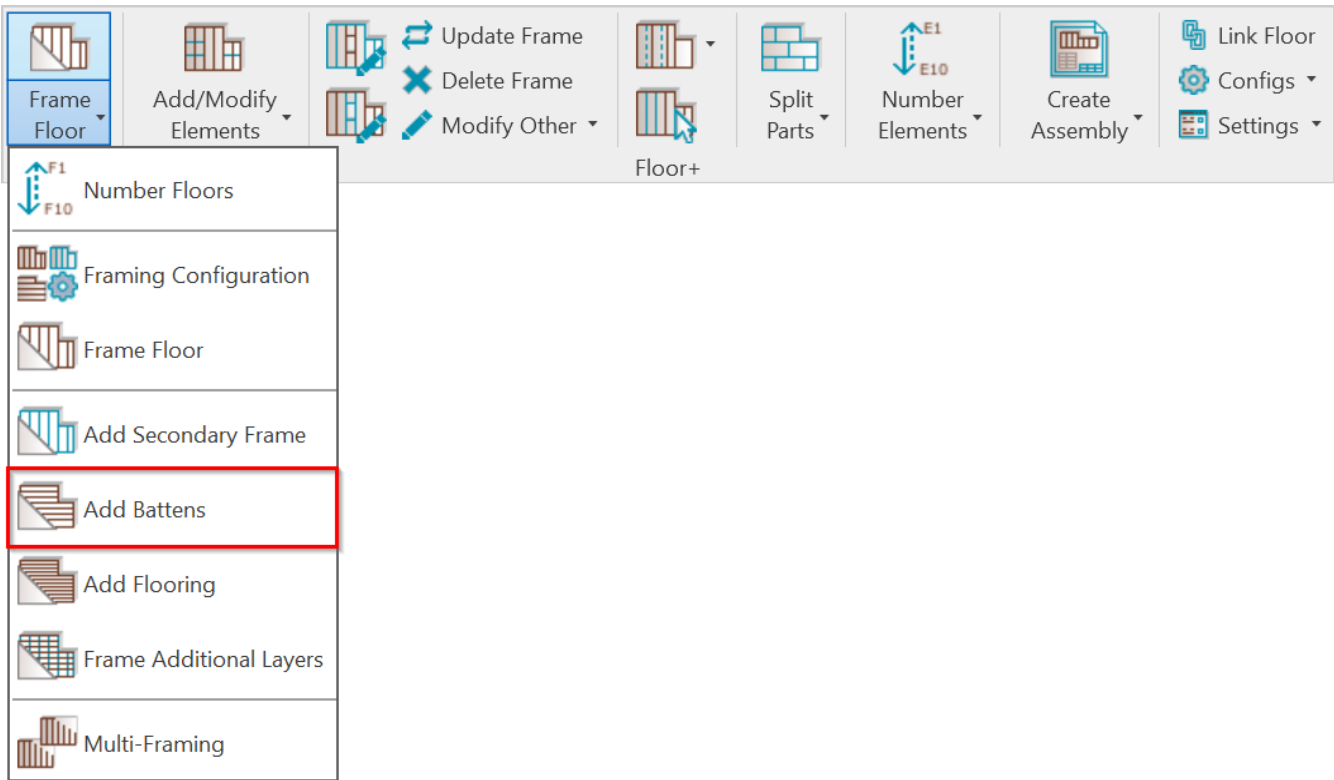 Frame
Floor
Add/Modify
Elements
Update Frame
Delete Frame
Modify Other
Split
Parts
E1
E10
Number
Elements
Create
Assembly
Link Floor
Configs
Settings
Floor+
F1
F10
Number Floors
Framing Configuration
Frame Floor
Add Secondary Frame
Add Battens
Add Flooring
Frame Additional Layers
Multi-Framing